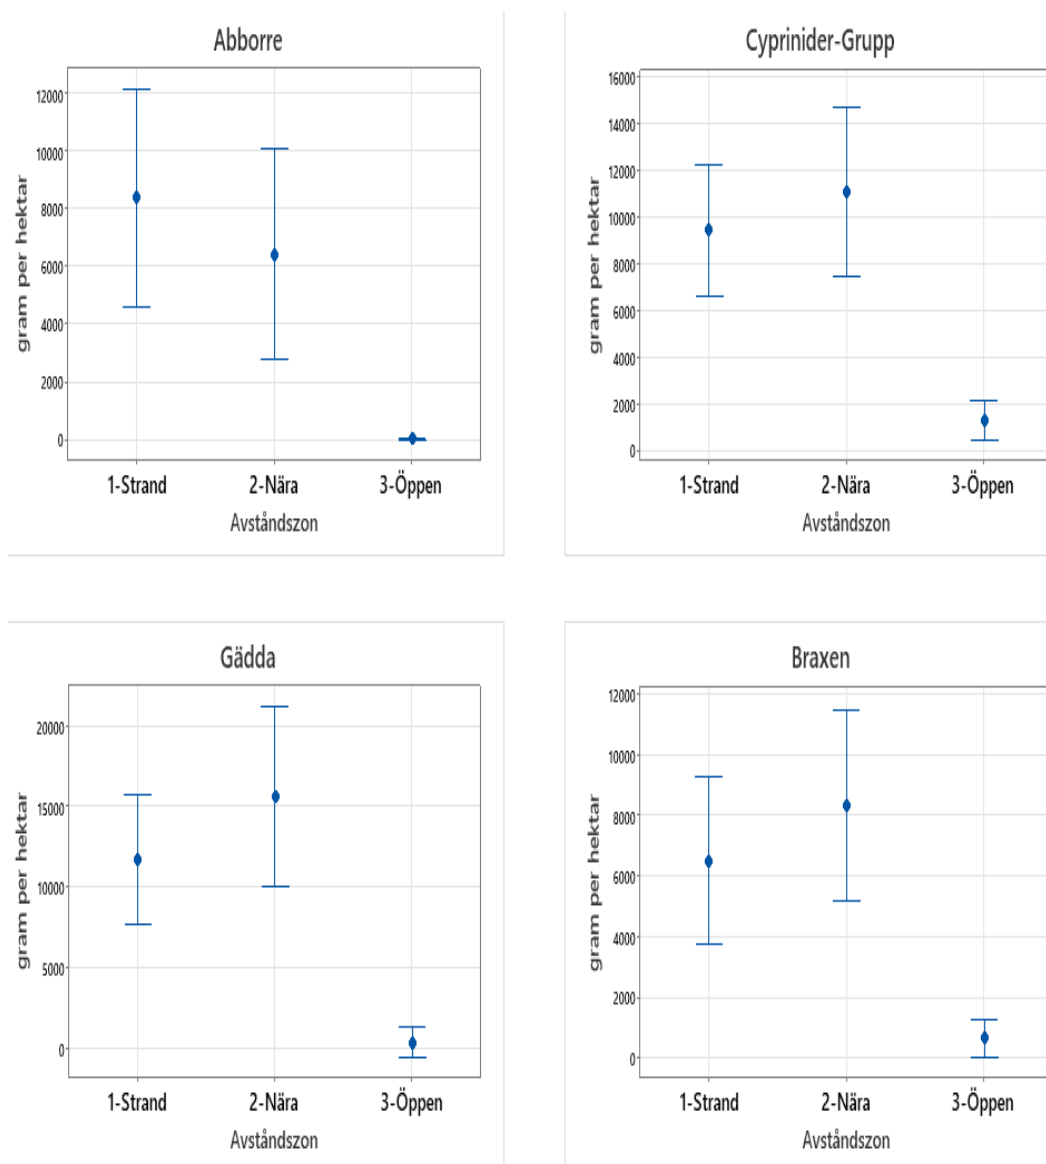 Abborre
gram per hektar
12000
10000
8000
6000
4000
2000
0
1-Strand 2-Nära 3-Öppen
Avståndszon
Cyprinider-Grupp
gram per hektar
16000
14000
12000
10000
8000
6000
4000
2000
0
1-Strand 2-Nära 3-Öppen
Avståndszon
Gädda
gram per hektar
20000
15000
10000
5000
0
1-Strand 2-Nära 3-Öppen
Avståndszon
Braxen
gram per hektar
12000
10000
8000
6000
4000
2000
0
1-Strand 2-Nära 3-Öppen
Avståndszon